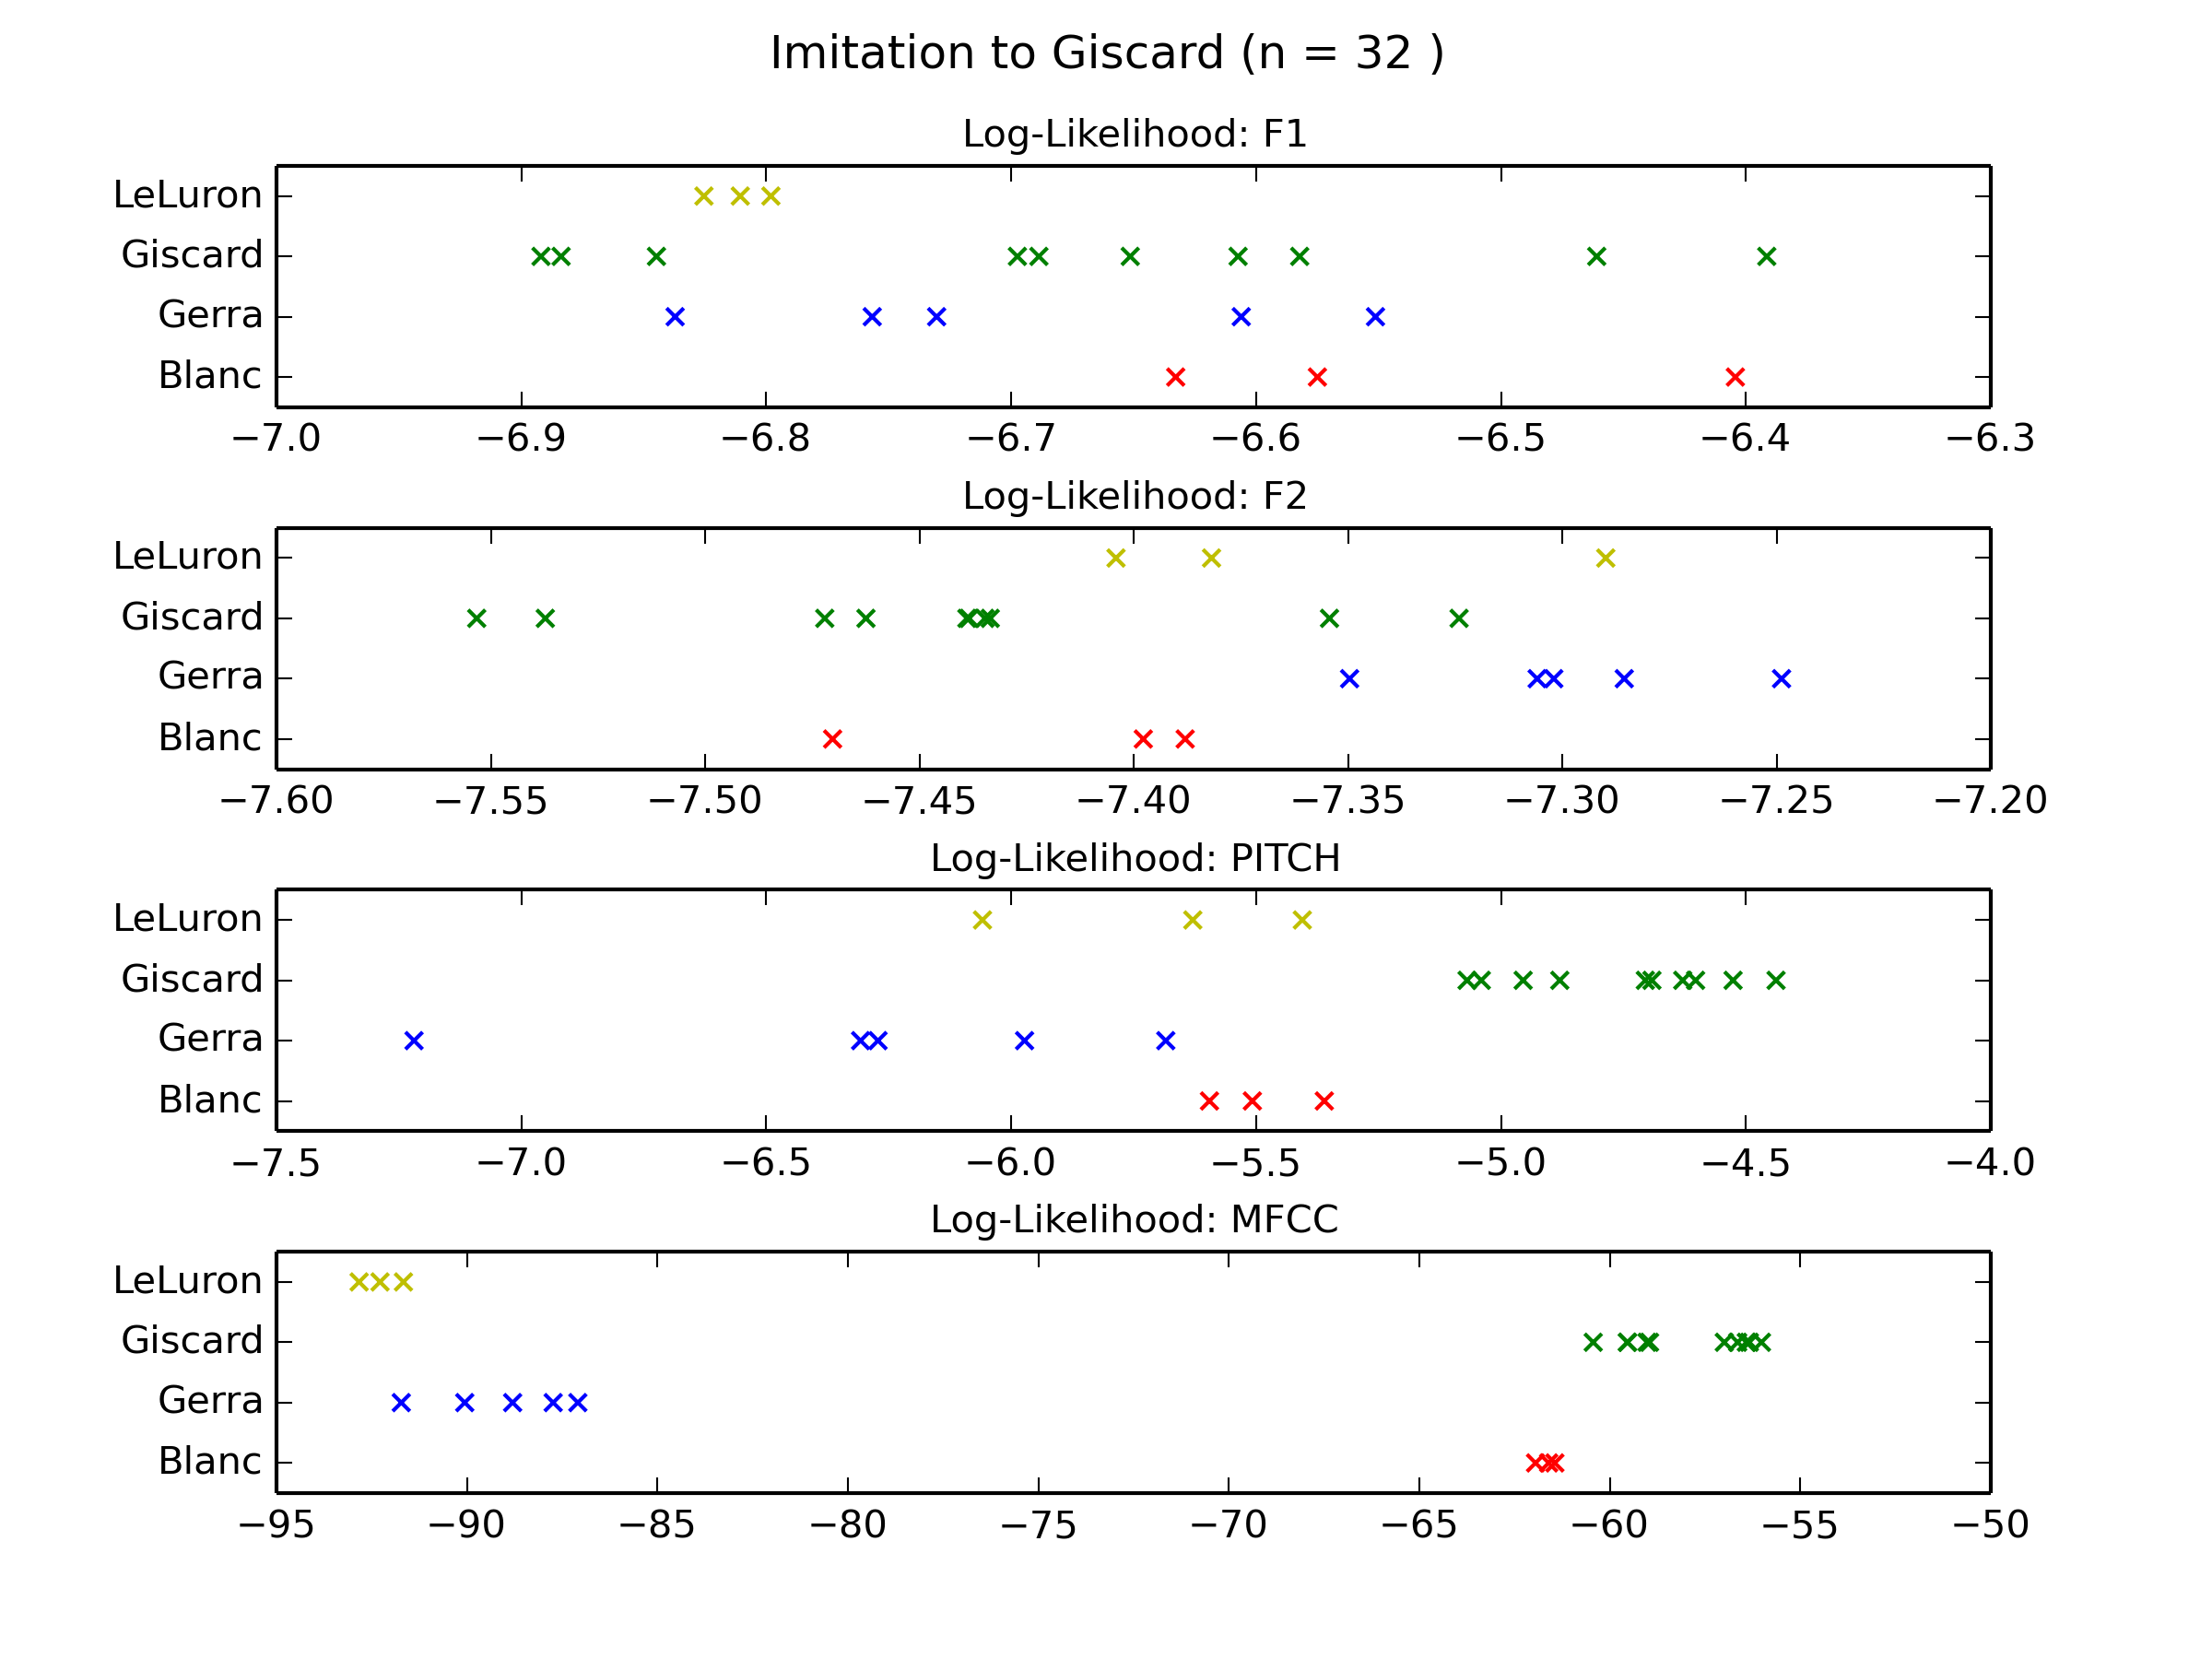 Imitation to Giscard (n = 32 )
Log-Likelihood: F1
LeLuron
Giscard
Gerra
Blanc
−7.0 −6.9 −6.8 −6.7 −6.6 −6.5 −6.4 −6.3
Log-Likelihood: F2
LeLuron
Giscard
Gerra
Blanc
−7.60 −7.55 −7.50 −7.45 −7.40 −7.35 −7.30 −7.25 −7.20
Log-Likelihood: PITCH
LeLuron
Giscard
Gerra
Blanc
−7.5 −7.0 −6.5 −6.0 −5.5 −5.0 −4.5 −4.0
Log-Likelihood: MFCC
LeLuron
Giscard
Gerra
Blanc
−95 −90 −85 −80 −75 −70 −65 −60 −55 −50